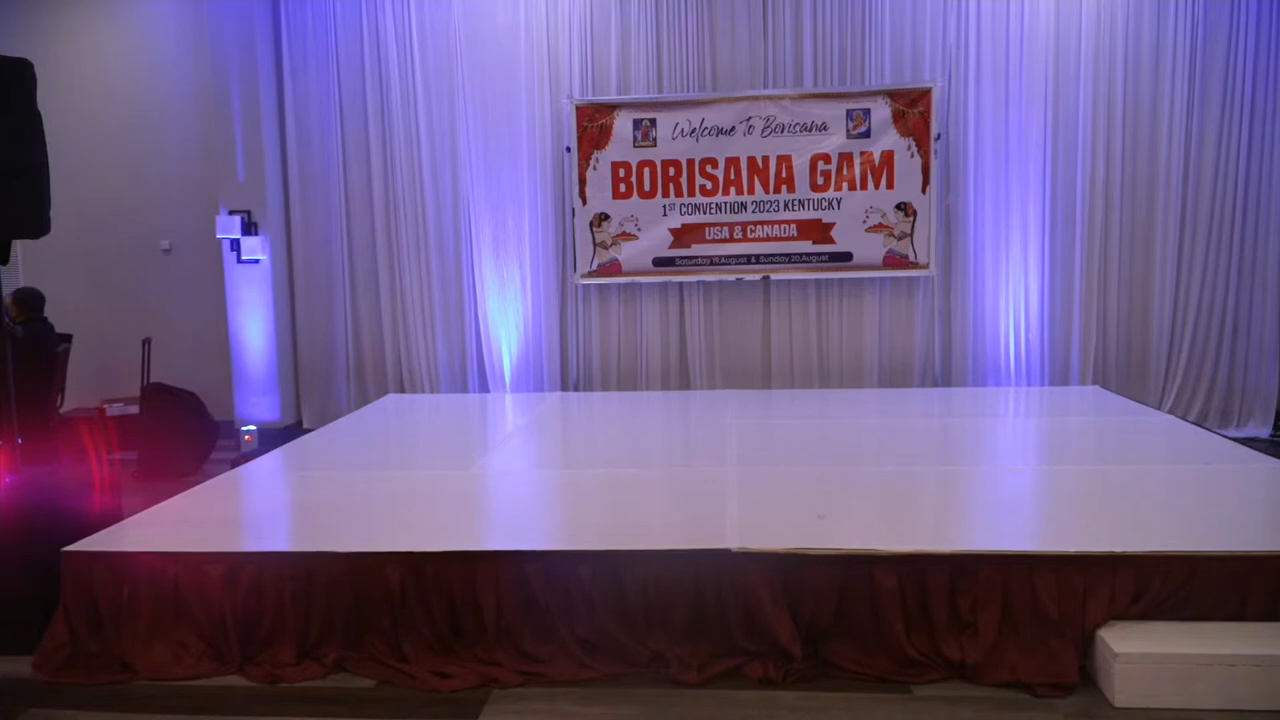 Welcome To Borisana
BORISANA GAM
1ST CONVENTION 2023 KENTUCKY
USA & CANADA
Saturday 19,August & Sunday 20,August